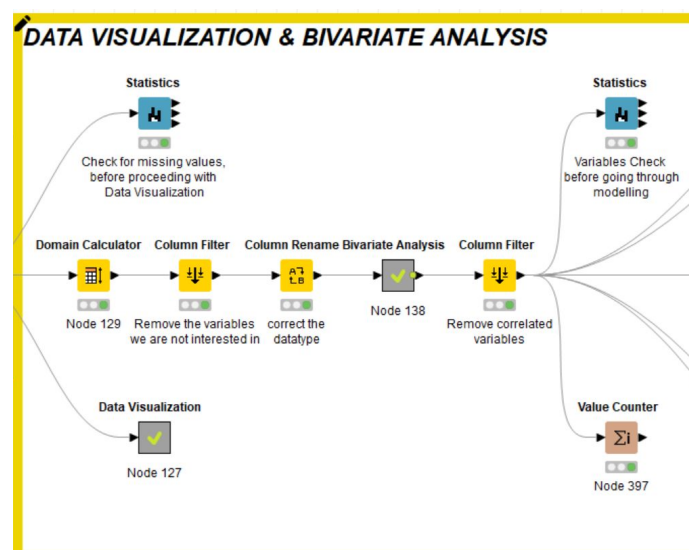 DATA VISUALIZATION & BIVARIATE ANALYSIS
Statistics
Check for missing values,
before proceeding with
Data Visualization
Statistics
Variables Check
before going through
modelling
Domain Calculator
Node 129
Column Filter
Remove the variables
we are not interested in
Column Rename
A
B
correct the
datatype
Bivariate Analysis
Node 138
Column Filter
Remove correlated
variables
Data Visualization
Node 127
Value Counter
Σi
Node 397